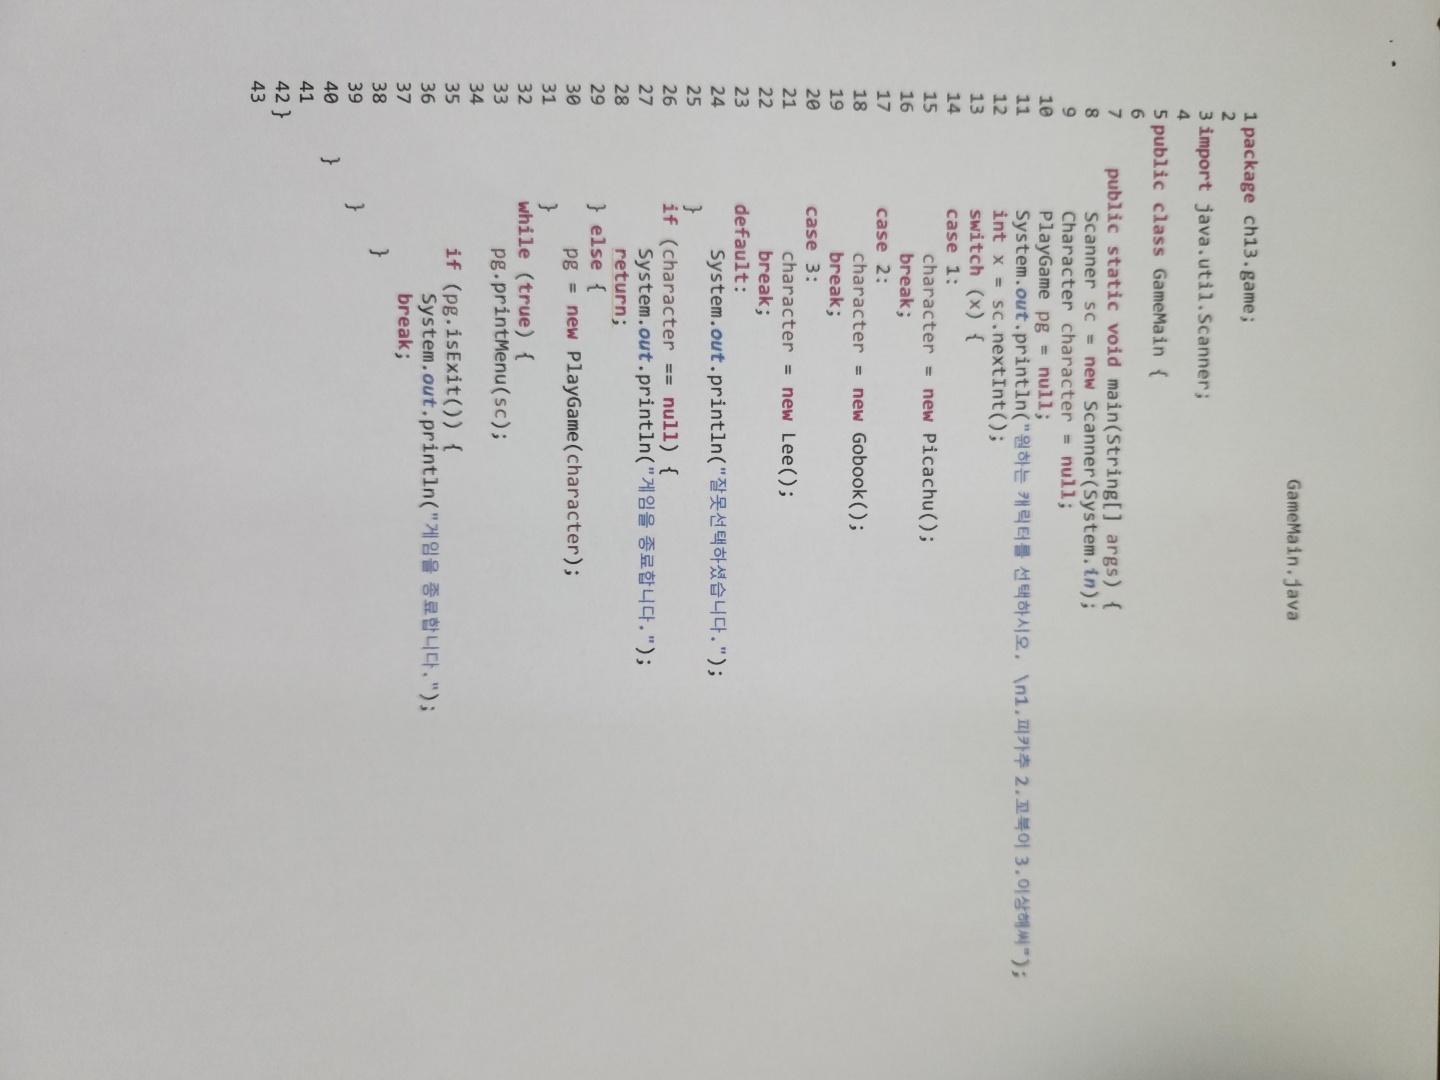 GameMain.java
1 package ch13.game;
2
3 import java.util.Scanner;
4
5 public class GameMain {
6
7     public static void main(String[] args) {
8         Scanner sc = new Scanner(System.in);
9         Character character = null;
10         PlayGame pg = null;
11         System.out.println("원하는 캐릭터를 선택하시오. \n1.피카추 2.꼬북이 3.이상해씨");
12         int x = sc.nextInt();
13         switch (x) {
14         case 1:
15             character = new Picachu();
16             break;
17         case 2:
18             character = new Gobook();
19             break;
20         case 3:
21             character = new Lee();
22             break;
23         default:
24             System.out.println("잘못선택하셨습니다.");
25         }
26         if (character == null) {
27             System.out.println("게임을 종료합니다.");
28             return;
29         } else {
30             pg = new PlayGame(character);
31         }
32         while (true) {
33             pg.printMenu(sc);
34
35             if (pg.isExit()) {
36                 System.out.println("게임을 종료합니다.");
37                 break;
38             }
39         }
40     }
41
42 }
43